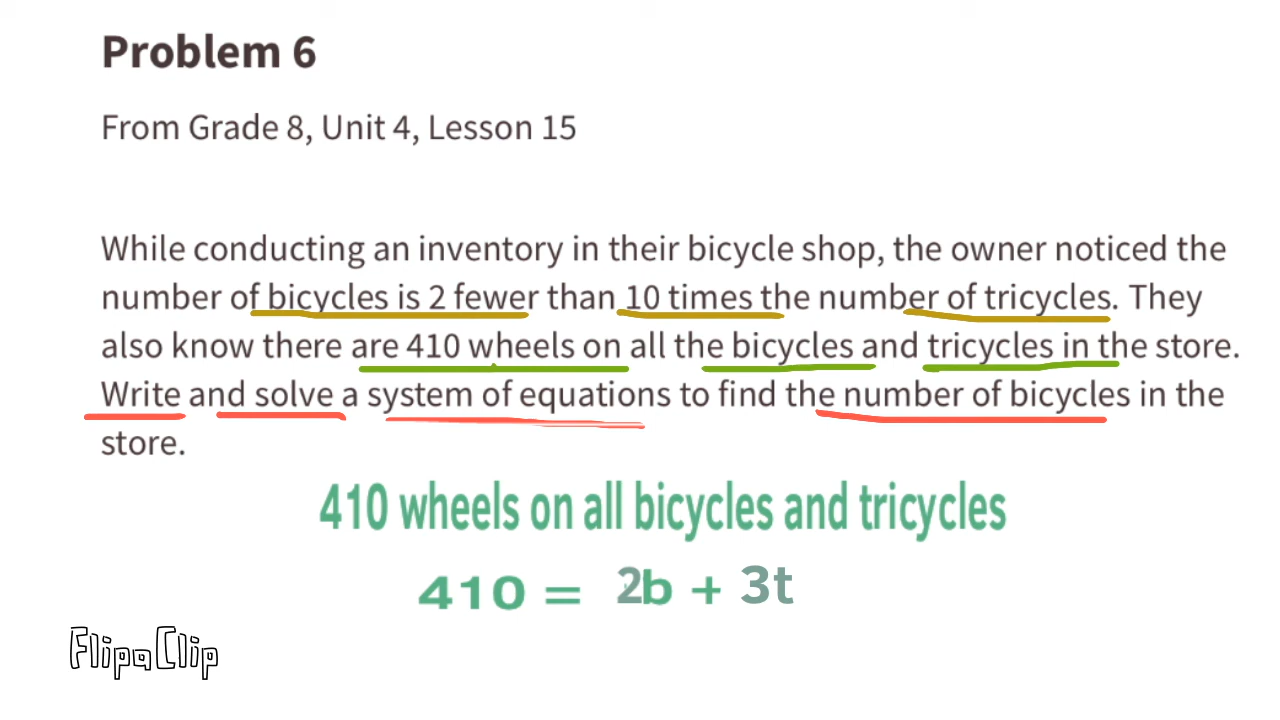 Problem 6
From Grade 8, Unit 4, Lesson 15
While conducting an inventory in their bicycle shop, the owner noticed the
number of bicycles is 2 fewer than 10 times the number of tricycles. They
also know there are 410 wheels on all the bicycles and tricycles in the store.
Write and solve a system of equations to find the number of bicycles in the
store.
410 wheels on all bicycles and tricycles
410 = 2b + 3t
FlipaClip